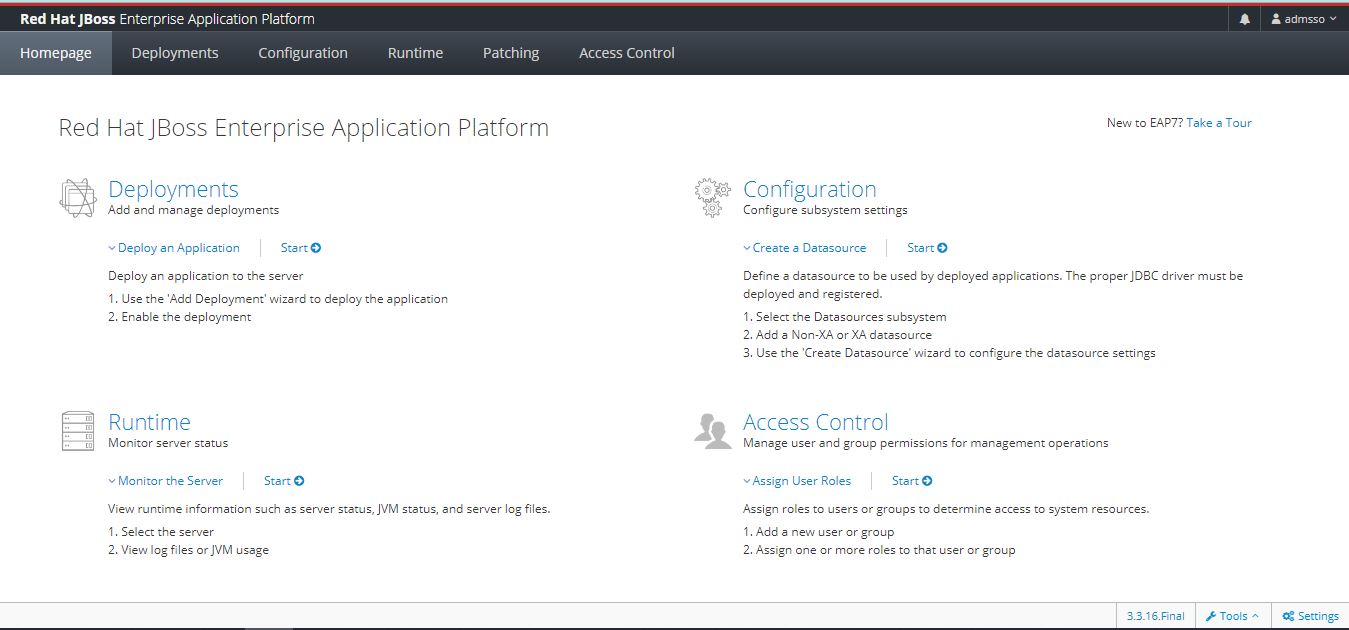 Red Hat JBoss Enterprise Application Platform
admsso
Homepage Deployments Configuration Runtime Patching Access Control
Red Hat JBoss Enterprise Application Platform
New to EAP7? Take a Tour
Deployments
Add and manage deployments
Deploy an Application Start
Deploy an application to the server
1. Use the 'Add Deployment' wizard to deploy the application
2. Enable the deployment
Configuration
Configure subsystem settings
Create a Datasource Start
Define a datasource to be used by deployed applications. The proper JDBC driver must be
deployed and registered.
1. Select the Datasources subsystem
2. Add a Non-XA or XA datasource
3. Use the 'Create Datasource' wizard to configure the datasource settings
Runtime
Monitor server status
Monitor the Server Start
View runtime information such as server status, JVM status, and server log files.
1. Select the server
2. View log files or JVM usage
Access Control
Manage user and group permissions for management operations
Assign User Roles Start
Assign roles to users or groups to determine access to system resources.
1. Add a new user or group
2. Assign one or more roles to that user or group
3.3.16.Final Tools Settings